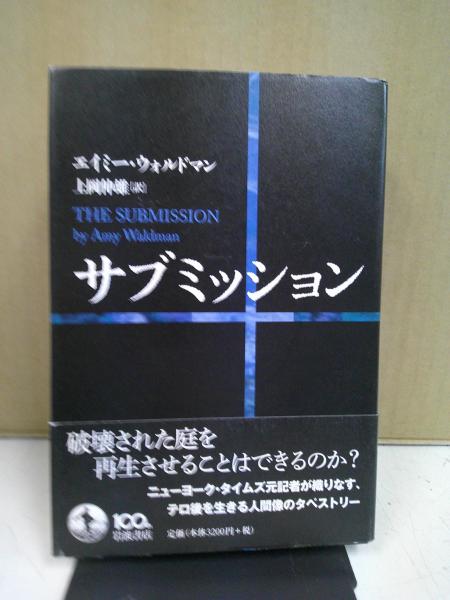 エイミー・ウォルドマン
上岡伸雄［訳］
THE SUBMISSION
by Amy Waldman
サブミッション
破壊された庭を
再生させることはできるのか？
ニューヨーク・タイムズ元記者が織りなす、
テロ後を生きる人間像のタペストリー
100
岩波書店
定価（本体3200円＋税）